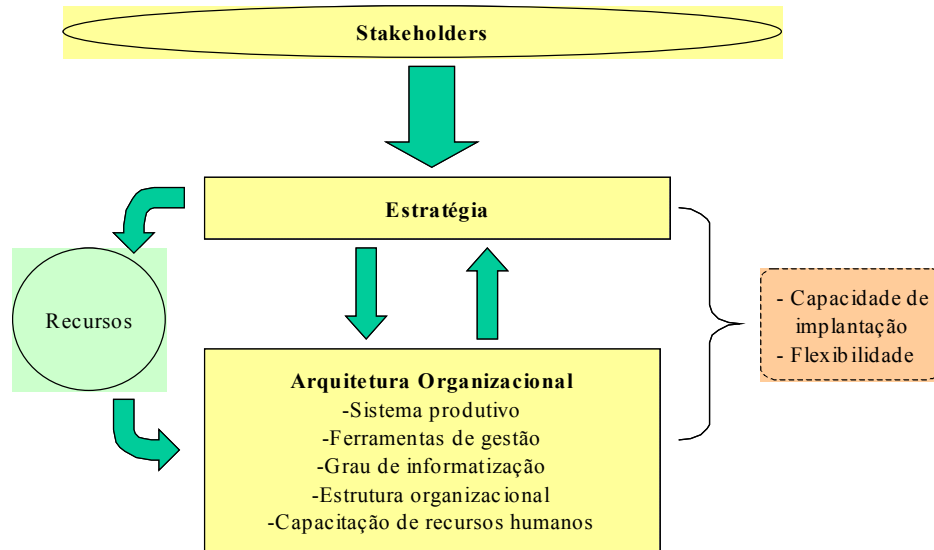 Stakeholders
Estratégia
Recursos
- Capacidade de
implantação
- Flexibilidade
Arquitetura Organizacional
-Sistema produtivo
-Ferramentas de gestão
-Grau de informatização
-Estrutura organizacional
-Capacitação de recursos humanos